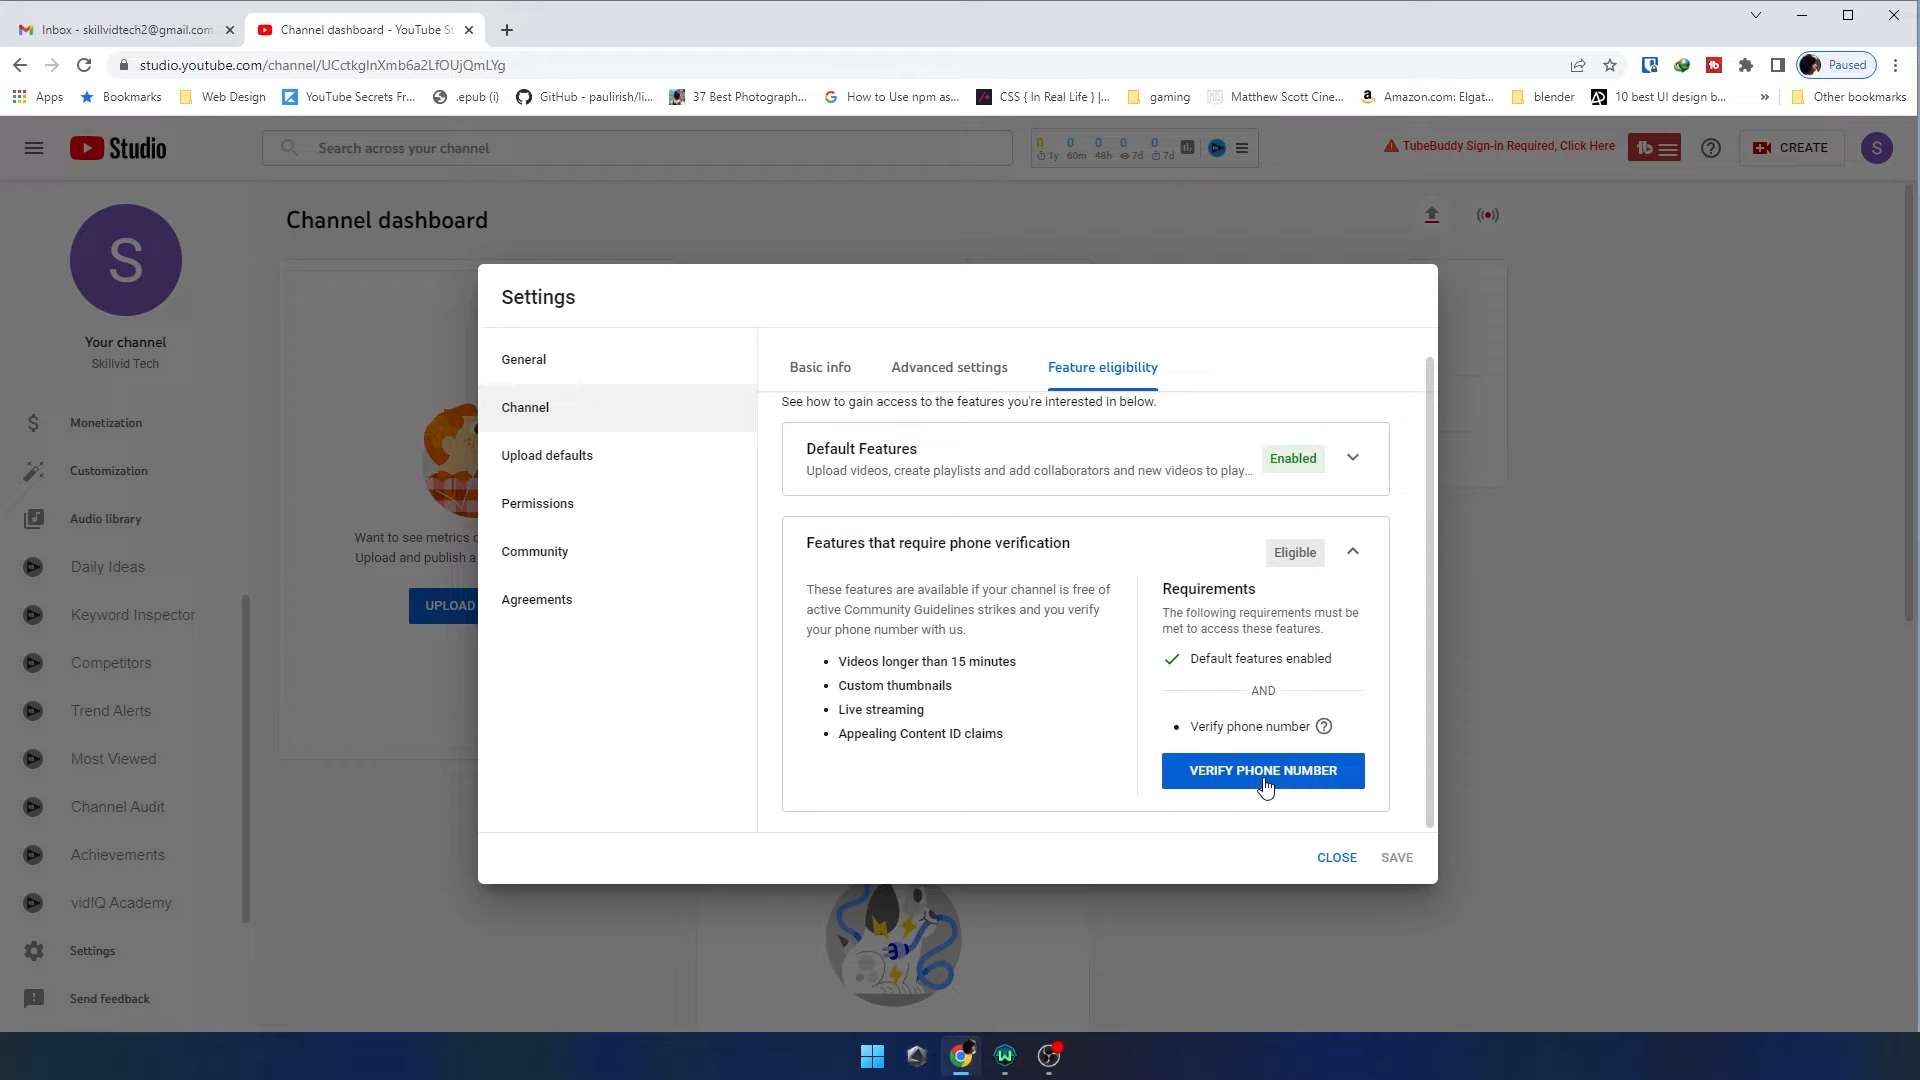 Inbox - skillvidtech2@gmail.com
Channel dashboard - YouTube St
studio.youtube.com/channel/UCctkgInXmb6a2LfOUjQmLYg
Paused
Apps
Bookmarks
Web Design
YouTube Secrets Fr...
.epub (i)
GitHub - paulirish/li...
37 Best Photograph...
How to Use npm as...
CSS { In Real Life } |...
gaming
Matthew Scott Cine...
Amazon.com: Elgat...
blender
10 best UI design b...
»
Other bookmarks
Studio
Search across your channel
0 0 0 0 0
1y 60m 48h 7d 7d
TubeBuddy Sign-in Required, Click Here
tb
CREATE
S
S
Your channel
Skillvid Tech
Monetization
Customization
Audio library
Daily Ideas
Keyword Inspector
Competitors
Trend Alerts
Most Viewed
Channel Audit
Achievements
vidIQ Academy
Settings
Send feedback
Channel dashboard
Want to see metrics
Upload and publish a
UPLOAD
Settings
General
Channel
Upload defaults
Permissions
Community
Agreements
Basic info
Advanced settings
Feature eligibility
See how to gain access to the features you're interested in below.
Default Features
Upload videos, create playlists and add collaborators and new videos to play...
Enabled
Features that require phone verification
Eligible
These features are available if your channel is free of
active Community Guidelines strikes and you verify
your phone number with us.
• Videos longer than 15 minutes
• Custom thumbnails
• Live streaming
• Appealing Content ID claims
Requirements
The following requirements must be
met to access these features.
Default features enabled
AND
• Verify phone number
VERIFY PHONE NUMBER
CLOSE
SAVE